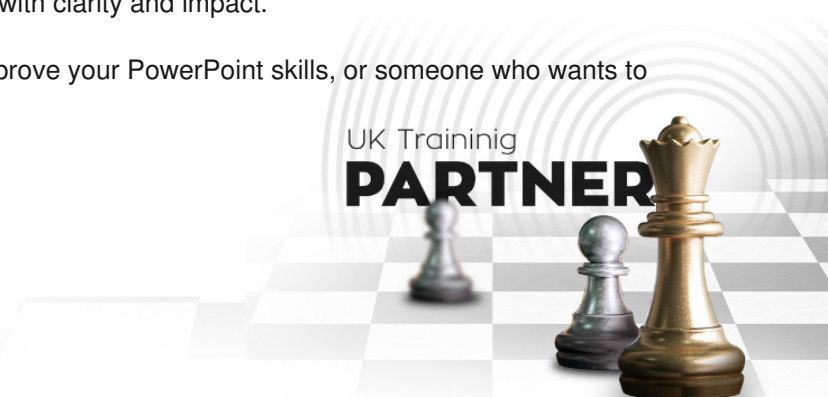 with clarity and impact.
prove your PowerPoint skills, or someone who wants to
UK Traininig
PARTNER